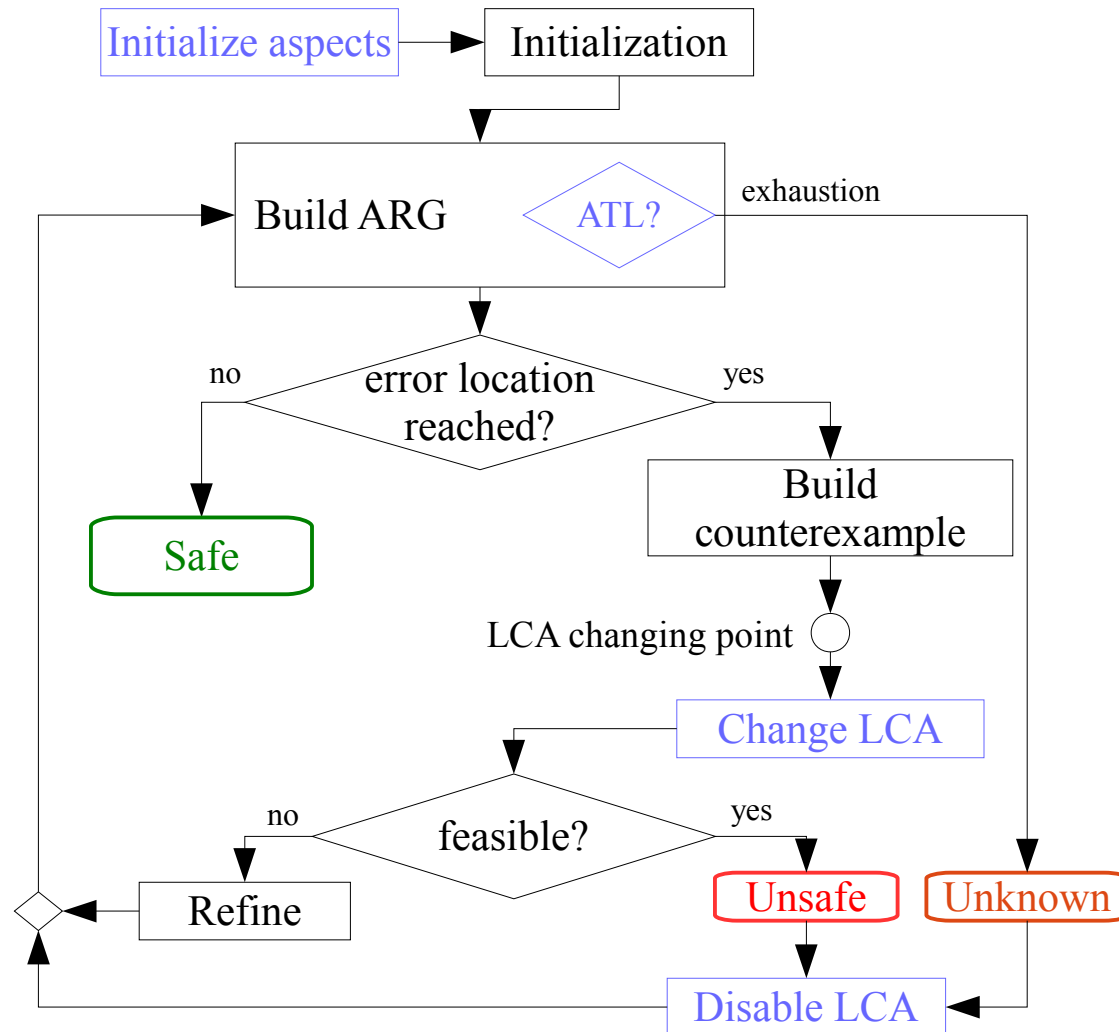 Initialize aspects
Initialization
Build ARG
ATL?
exhaustion
no
error location
reached?
yes
Safe
Build
counterexample
LCA changing point
Change LCA
no
feasible?
yes
Refine
Unsafe
Unknown
Disable LCA